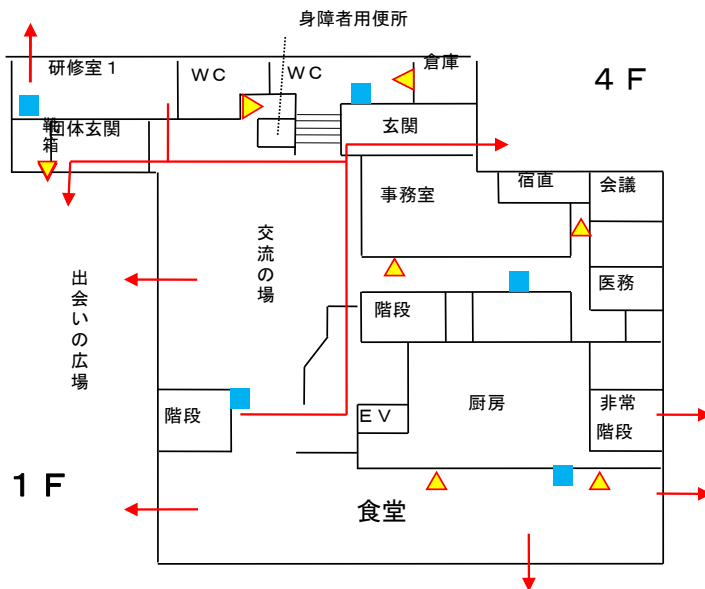 身障者用便所
研修室１
ＷＣ
ＷＣ
倉庫
４Ｆ
靴箱
団体玄関
玄関
事務室
宿直
会議
交流の場
出会いの広場
医務
階段
階段
ＥＶ
厨房
非常
階段
１Ｆ
食堂